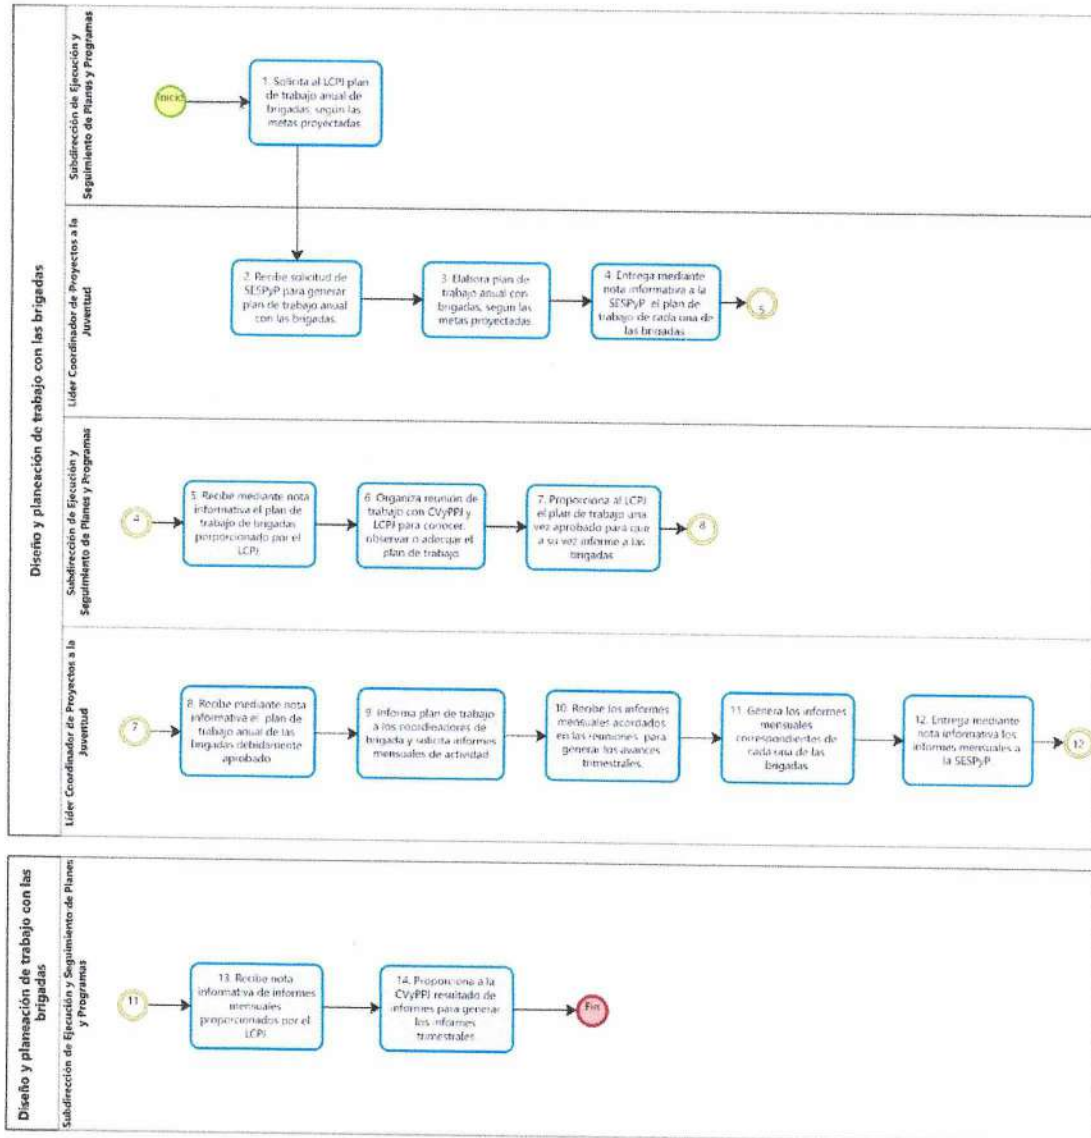 Diseño y planeación de trabajo con las brigadas
Subdirección de Ejecución y
Seguimiento de Planes y Programas
Inicio
1. Solicita al LCPJ plan
de trabajo anual de
brigadas, según las
metas proyectadas
Líder Coordinador de Proyectos a la
Juventud
2. Recibe solicitud de
SESPyP para generar
plan de trabajo anual
con las brigadas.
3. Elabora plan de
trabajo anual con
brigadas, según las
metas proyectadas.
4. Entrega mediante
nota informativa a la
SESPyP el plan de
trabajo de cada una de
las brigadas
5
Subdirección de Ejecución y
Seguimiento de Planes y Programas
4
5. Recibe mediante nota
informativa el plan de
trabajo de brigadas
porporcionado por el
LCPJ.
6. Organiza reunión de
trabajo con CVyPPJ y
LCPJ para conocer,
observar o adecuar el
plan de trabajo
7. Proporciona al LCPJ
el plan de trabajo una
vez aprobado para que
a su vez informe a las
brigadas
8
Líder Coordinador de Proyectos a la
Juventud
7
8. Recibe mediante nota
informativa el plan de
trabajo anual de las
brigadas debidamente
aprobado
9. Informa plan de trabajo
a los coordinadores de
brigada y solicita informes
mensuales de actividad
10. Recibe los informes
mensuales acordados
en las reuniones para
generar los avances
trimestrales.
11. Genera los informes
mensuales
correspondientes de
cada una de las
brigadas.
12. Entrega mediante
nota informativa los
informes mensuales a
la SESPyP
12
Diseño y planeación de trabajo con las
brigadas
Subdirección de Ejecución y Seguimiento de Planes
y Programas
11
13. Recibe nota
informativa de informes
mensuales
proporcionados por el
LCPJ
14. Proporciona a la
CVyPPJ resultado de
informes para generar
los informes
trimestrales
Fin